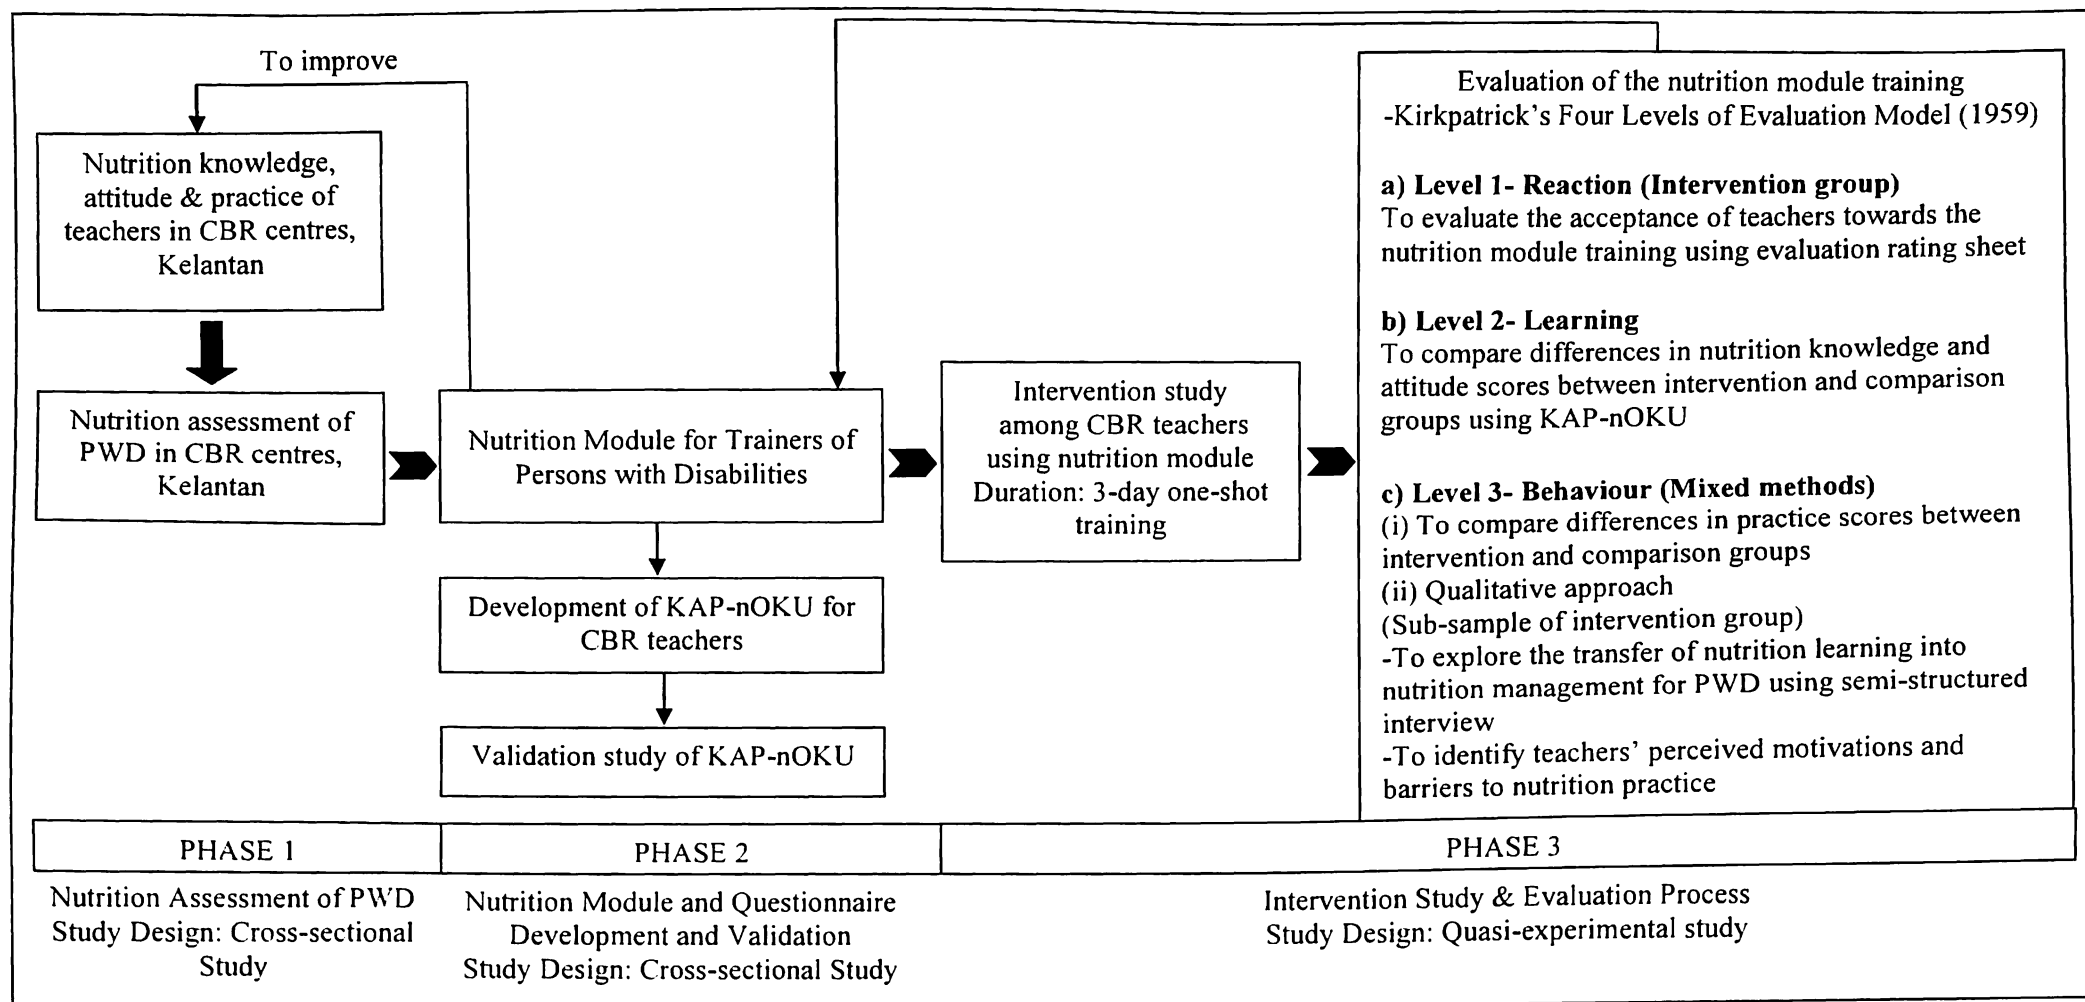 To improve
Nutrition knowledge,
attitude & practice of
teachers in CBR centres,
Kelantan
Nutrition assessment of
PWD in CBR centres,
Kelantan
Nutrition Module for Trainers of
Persons with Disabilities
Development of KAP-nOKU for
CBR teachers
Validation study of KAP-nOKU
Intervention study
among CBR teachers
using nutrition module
Duration: 3-day one-shot
training
Evaluation of the nutrition module training
-Kirkpatrick's Four Levels of Evaluation Model (1959)
a) Level 1- Reaction (Intervention group)
To evaluate the acceptance of teachers towards the
nutrition module training using evaluation rating sheet
b) Level 2- Learning
To compare differences in nutrition knowledge and
attitude scores between intervention and comparison
groups using KAP-nOKU
c) Level 3- Behaviour (Mixed methods)
(i) To compare differences in practice scores between
intervention and comparison groups
(ii) Qualitative approach
(Sub-sample of intervention group)
-To explore the transfer of nutrition learning into
nutrition management for PWD using semi-structured
interview
-To identify teachers' perceived motivations and
barriers to nutrition practice
PHASE 1
PHASE 2
PHASE 3
Nutrition Assessment of PWD
Study Design: Cross-sectional
Study
Nutrition Module and Questionnaire
Development and Validation
Study Design: Cross-sectional Study
Intervention Study & Evaluation Process
Study Design: Quasi-experimental study